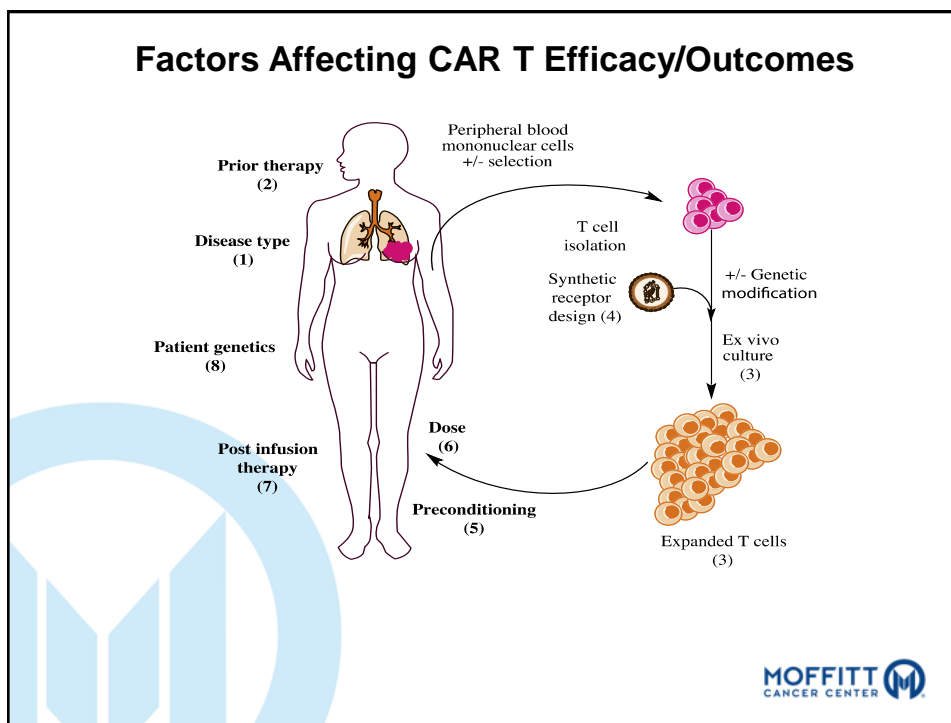 Factors Affecting CAR T Efficacy/Outcomes
Peripheral blood
mononuclear cells
+/- selection
Prior therapy
(2)
Disease type
(1)
T cell
isolation
+/- Genetic
modification
Synthetic
receptor
design (4)
Ex vivo
culture
(3)
Patient genetics
(8)
Dose
(6)
Post infusion
therapy
(7)
Preconditioning
(5)
Expanded T cells
(3)
MOFFITT
CANCER CENTER